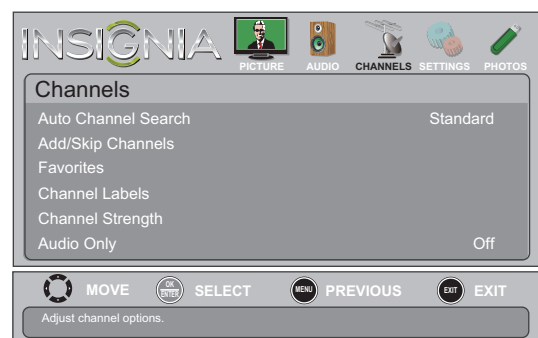 INSIGNIA
PICTURE AUDIO CHANNELS SETTINGS PHOTOS
Channels
Auto Channel Search Standard
Add/Skip Channels
Favorites
Channel Labels
Channel Strength
Audio Only Off
MOVE OK ENTER SELECT MENU PREVIOUS EXIT EXIT
Adjust channel options.